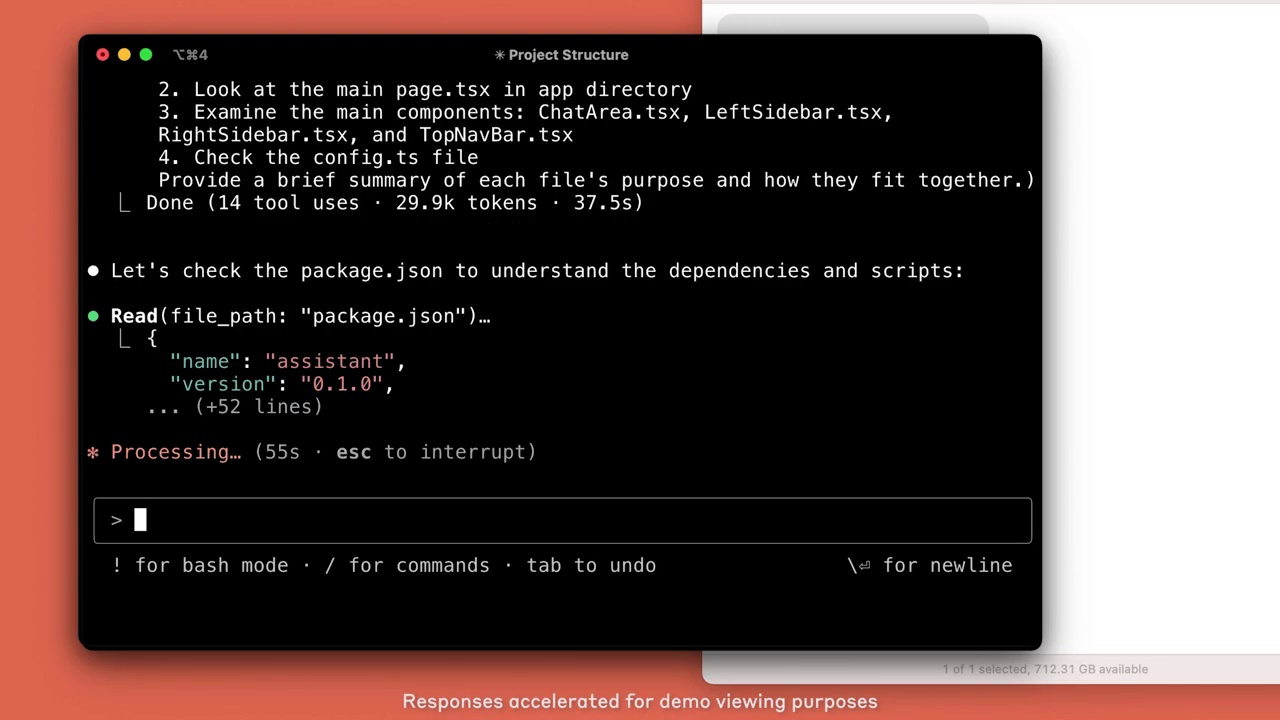 ⌥⌘4
✳ Project Structure
2. Look at the main page.tsx in app directory
3. Examine the main components: ChatArea.tsx, LeftSidebar.tsx,
RightSidebar.tsx, and TopNavBar.tsx
4. Check the config.ts file
Provide a brief summary of each file's purpose and how they fit together.)
⎿ Done (14 tool uses · 29.9k tokens · 37.5s)
● Let's check the package.json to understand the dependencies and scripts:
● Read(file_path: "package.json")…
⎿ {
"name": "assistant",
"version": "0.1.0",
... (+52 lines)
✻ Processing… (55s · esc to interrupt)
>
! for bash mode · / for commands · tab to undo
\⏎ for newline
1 of 1 selected, 712.31 GB available
Responses accelerated for demo viewing purposes